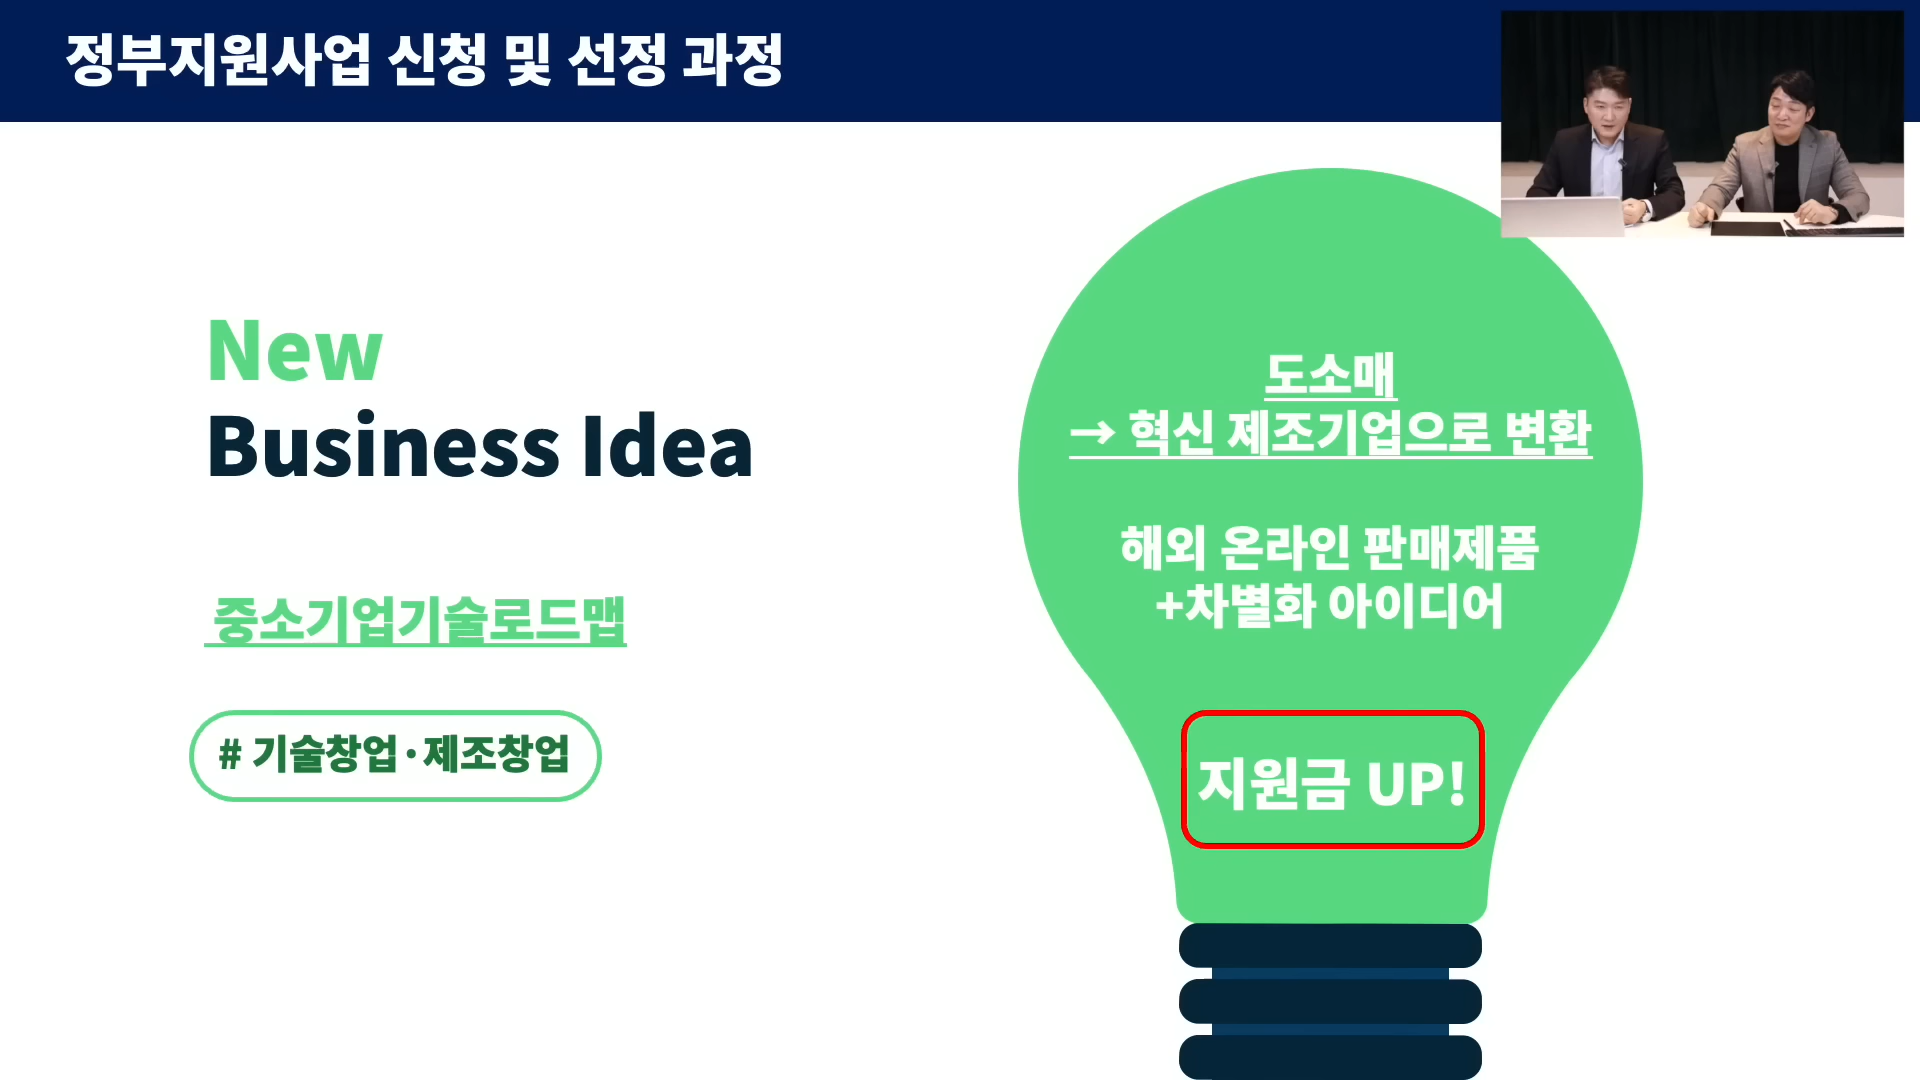 정부지원사업 신청 및 선정 과정
New
Business Idea
중소기업기술로드맵
# 기술창업·제조창업
도소매
→ 혁신 제조기업으로 변환
해외 온라인 판매제품
+차별화 아이디어
지원금 UP!